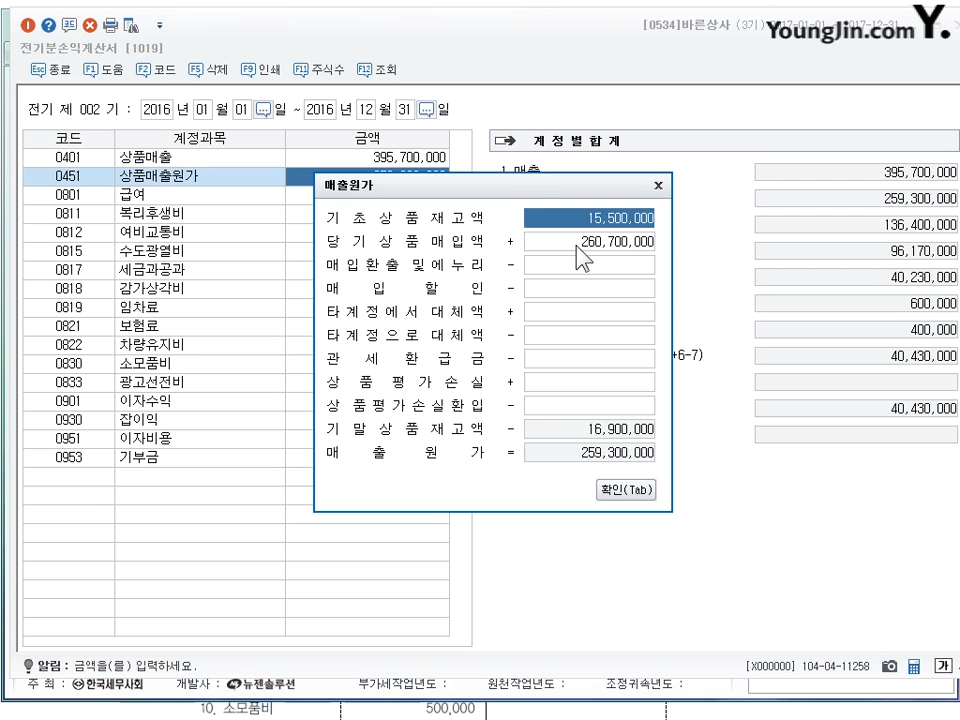 [0534]바른상사 (3기) 2017-01-01 ~ 2017-12-31
YoungJin.com Y.
전기분손익계산서 [1019]
Esc 종료 F1 도움 F2 코드 F5 삭제 F9 인쇄 F11 주식수 F12 조회
전기 제 002 기 : 2016 년 01 월 01 일 ~ 2016 년 12 월 31 일
코드 계정과목 금액
계 정 별 합 계
0401 상품매출 395,700,000
1.매출 395,700,000
0451 상품매출원가
259,300,000
0801 급여
0811 복리후생비
136,400,000
0812 여비교통비
0815 수도광열비
96,170,000
0817 세금과공과
40,230,000
0818 감가상각비
0819 임차료
600,000
0821 보험료
400,000
0822 차량유지비
+6-7) 40,430,000
0830 소모품비
0833 광고선전비
0901 이자수익
40,430,000
0930 잡이익
0951 이자비용
0953 기부금
매출원가 x
기 초 상 품 재 고 액 15,500,000
당 기 상 품 매 입 액 + 260,700,000
매 입 환 출 및 에 누 리 -
매 입 할 인 -
타 계 정 에 서 대 체 액 +
타 계 정 으 로 대 체 액 -
관 세 환 급 금 -
상 품 평 가 손 실 +
상 품 평 가 손 실 환 입 -
기 말 상 품 재 고 액 - 16,900,000
매 출 원 가 = 259,300,000
확인(Tab)
알림 : 금액을(를) 입력하세요.
[X000000] 104-04-11258 가
주 최 : 한국세무사회 개발사 : 뉴젠솔루션 부가세작업년도 : 원천작업년도 : 조정귀속년도 :
10. 소모품비 500,000